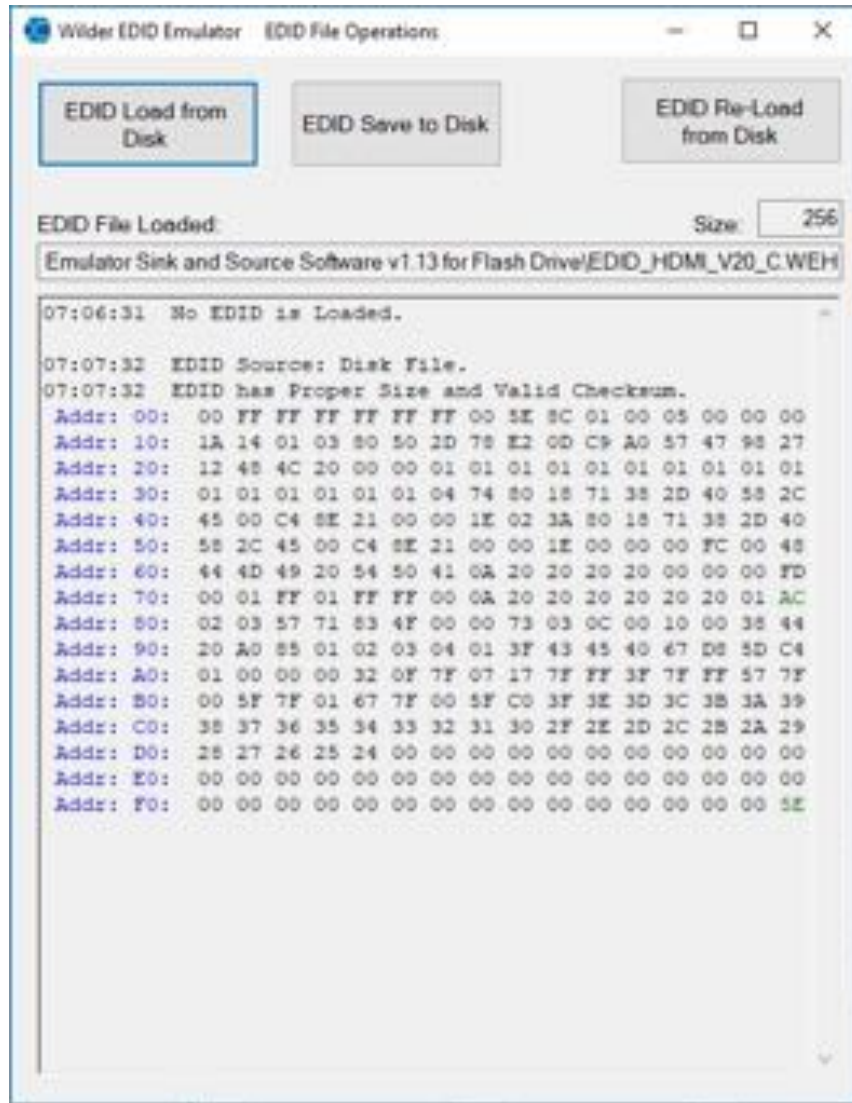 Wilder EDID Emulator EDID File Operations
EDID Load from Disk
EDID Save to Disk
EDID Re-Load from Disk
EDID File Loaded:
Size: 256
Emulator Sink and Source Software v1.13 for Flash Drive\EDID_HDMI_V20_C.WEH
07:06:31 No EDID is Loaded.
07:07:32 EDID Source: Disk File.
07:07:32 EDID has Proper Size and Valid Checksum.
Addr: 00: 00 FF FF FF FF FF FF 00 5E 8C 01 00 05 00 00 00
Addr: 10: 1A 14 01 03 80 50 2D 78 E2 0D C9 A0 57 47 98 27
Addr: 20: 12 48 4C 20 00 00 01 01 01 01 01 01 01 01 01 01
Addr: 30: 01 01 01 01 01 01 04 74 80 18 71 38 2D 40 58 2C
Addr: 40: 45 00 C4 8E 21 00 00 1E 02 3A 80 18 71 38 2D 40
Addr: 50: 58 2C 45 00 C4 8E 21 00 00 1E 00 00 00 FC 00 48
Addr: 60: 44 4D 49 20 54 50 41 0A 20 20 20 20 00 00 00 FD
Addr: 70: 00 01 FF 01 FF FF 00 0A 20 20 20 20 20 20 01 AC
Addr: 80: 02 03 57 71 83 4F 00 00 73 03 0C 00 10 00 38 44
Addr: 90: 20 A0 85 01 02 03 04 01 3F 43 45 40 67 D8 5D C4
Addr: A0: 01 00 00 00 32 0F 7F 07 17 7F FF 3F 7F FF 57 7F
Addr: B0: 00 5F 7F 01 67 7F 00 5F C0 3F 3E 3D 3C 3B 3A 39
Addr: C0: 38 37 36 35 34 33 32 31 30 2F 2E 2D 2C 2B 2A 29
Addr: D0: 28 27 26 25 24 00 00 00 00 00 00 00 00 00 00 00
Addr: E0: 00 00 00 00 00 00 00 00 00 00 00 00 00 00 00 00
Addr: F0: 00 00 00 00 00 00 00 00 00 00 00 00 00 00 00 5E